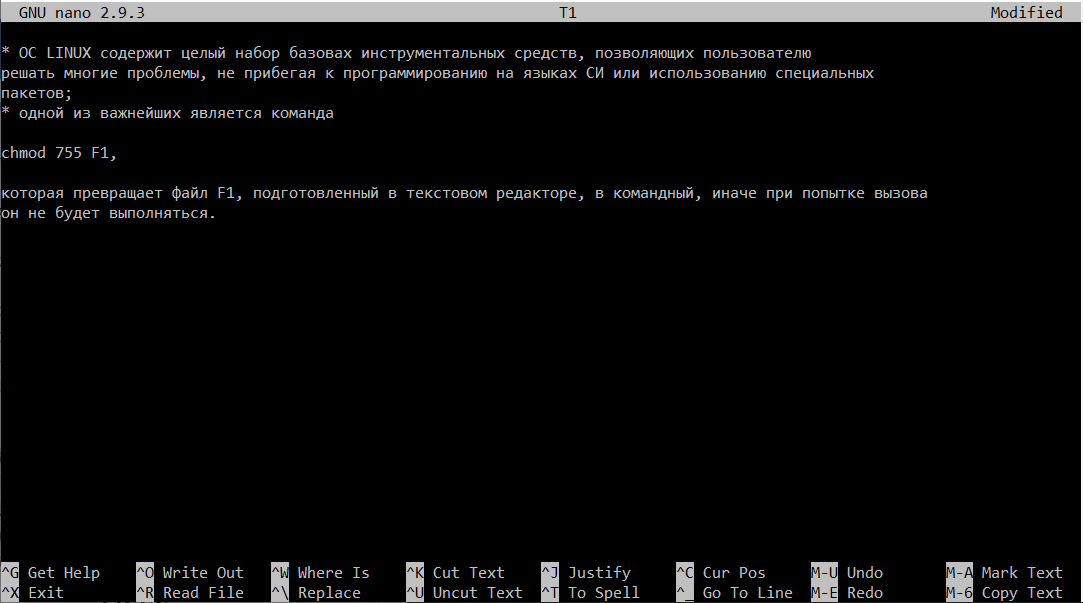 GNU nano 2.9.3 T1 Modified
* ОС LINUX содержит целый набор базовах инструментальных средств, позволяющих пользователю
решать многие проблемы, не прибегая к программированию на языках СИ или использованию специальных
пакетов;
* одной из важнейших является команда
chmod 755 F1,
которая превращает файл F1, подготовленный в текстовом редакторе, в командный, иначе при попытке вызова
он не будет выполняться.
^G Get Help ^O Write Out ^W Where Is ^K Cut Text ^J Justify ^C Cur Pos M-U Undo M-A Mark Text
^X Exit ^R Read File ^\ Replace ^U Uncut Text ^T To Spell ^_ Go To Line M-E Redo M-6 Copy Text